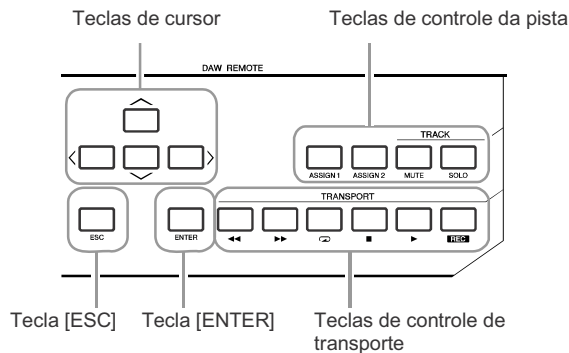 Teclas de cursor
Teclas de controle da pista
DAW REMOTE
TRACK
ASSIGN 1 ASSIGN 2 MUTE SOLO
TRANSPORT
ESC ENTER REC
Tecla [ESC]
Tecla [ENTER]
Teclas de controle de
transporte